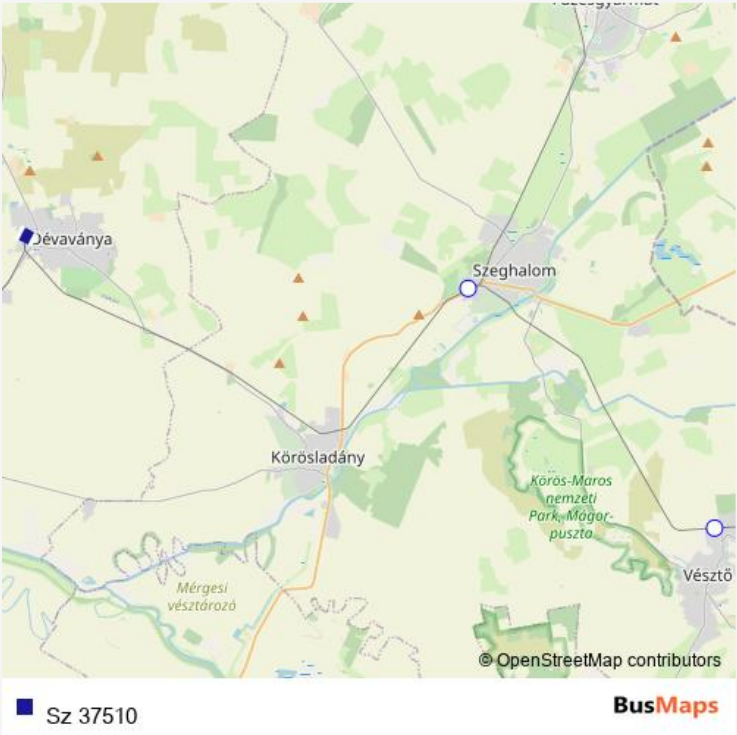 Dévaványa
Szeghalom
Körösladány
Körös-Maros
nemzeti
Park, Mágor-
puszta
Vésztő
Mérgesi
víztározó
© OpenStreetMap contributors
Sz 37510
BusMaps